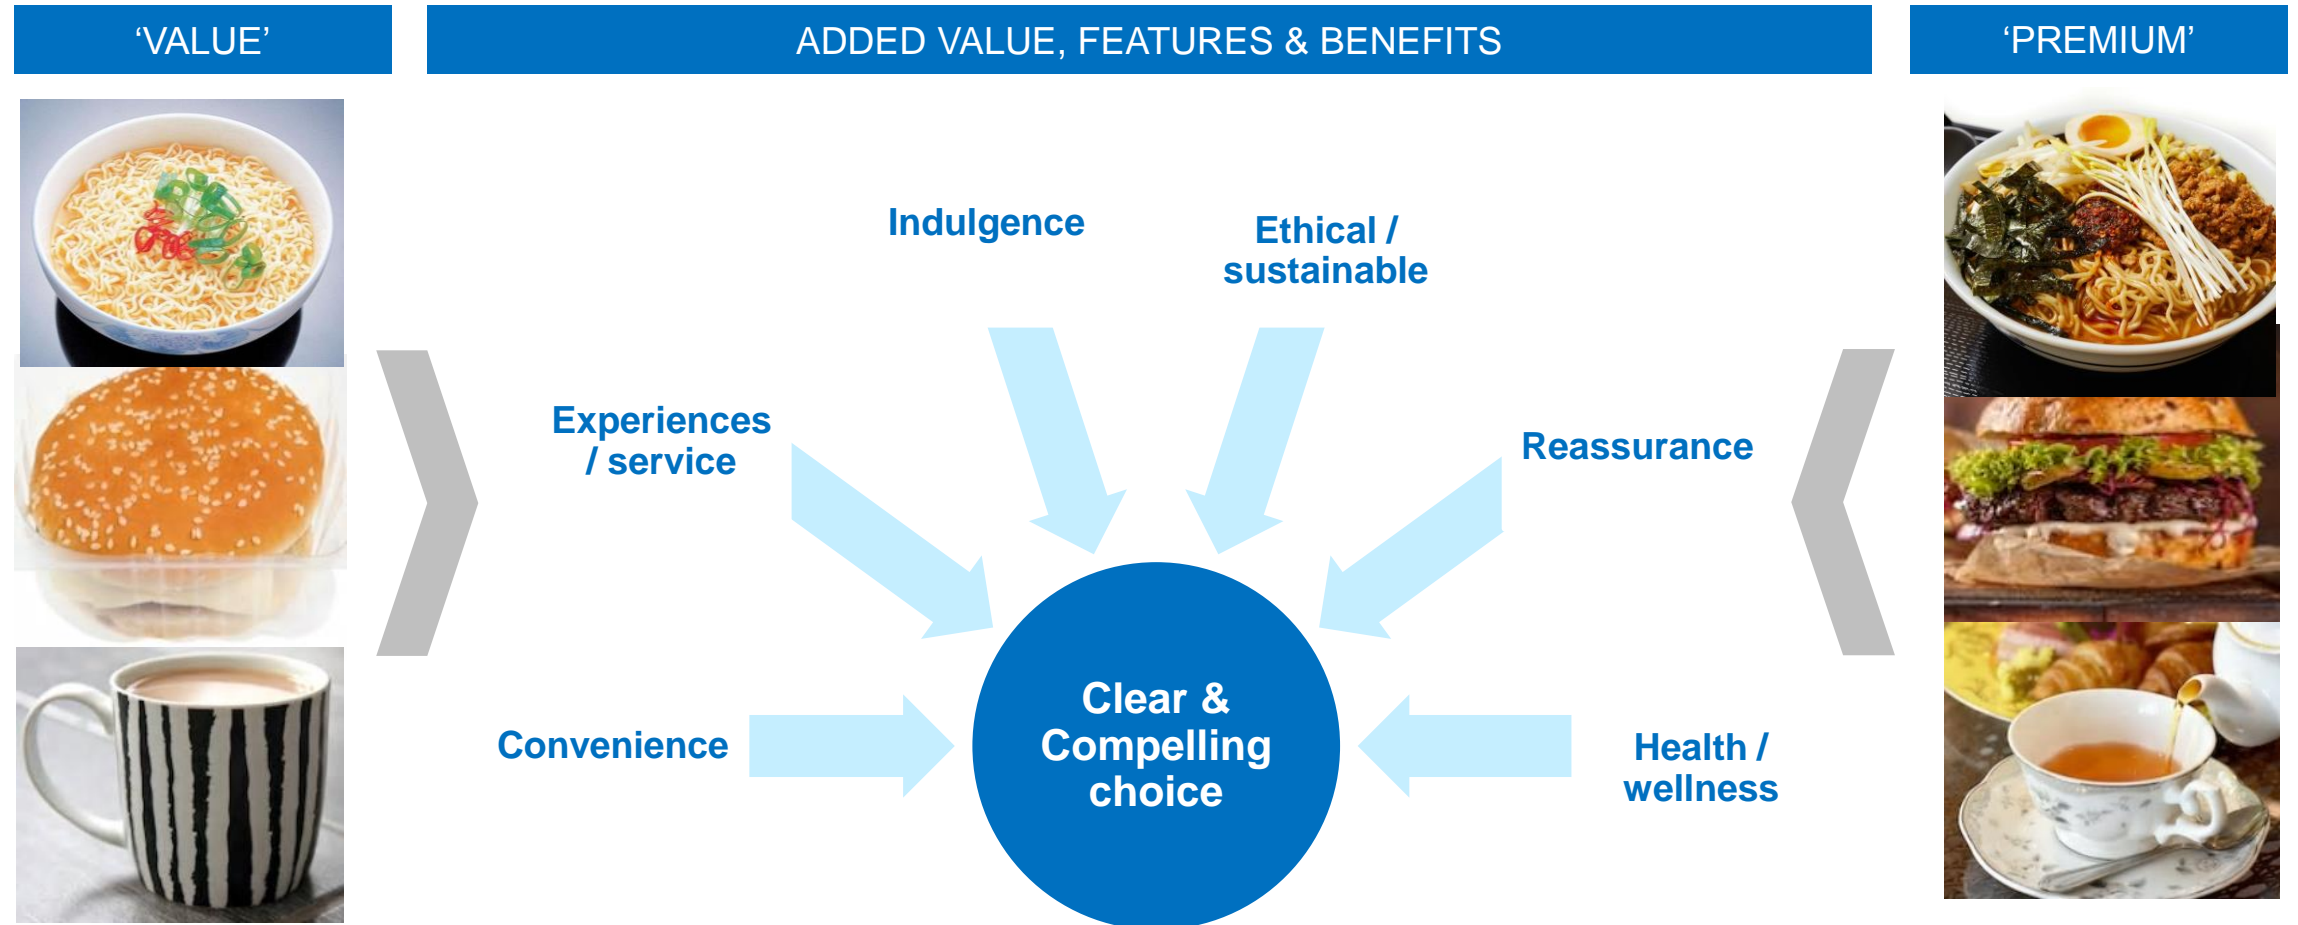 ‘VALUE’
ADDED VALUE, FEATURES & BENEFITS
‘PREMIUM’
Indulgence
Ethical /
sustainable
Experiences
/ service
Reassurance
Convenience
Clear &
Compelling
choice
Health /
wellness